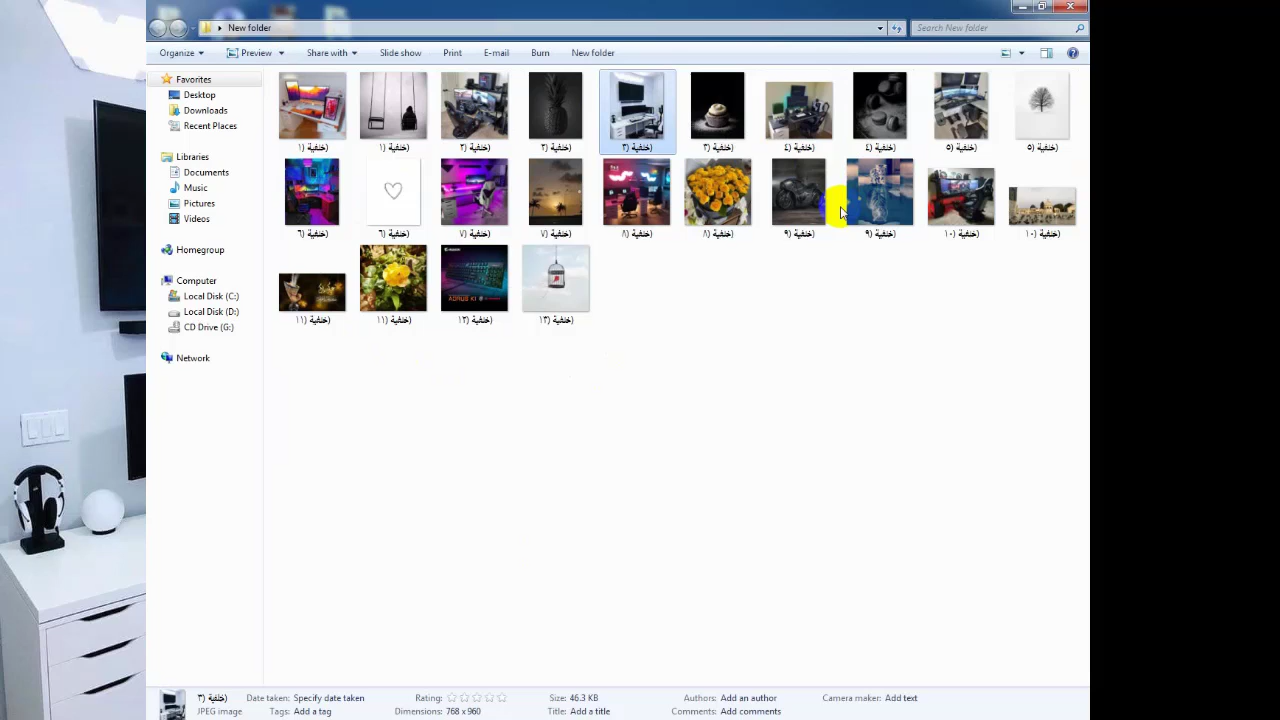 New folder
Search New folder
Organize Preview Share with Slide show Print E-mail Burn New folder
Favorites
Desktop
Downloads
Recent Places
Libraries
Documents
Music
Pictures
Videos
Homegroup
Computer
Local Disk (C:)
Local Disk (D:)
CD Drive (G:)
Network
خلفية (١)
خلفية (١)
خلفية (٢)
خلفية (٢)
خلفية (٣)
خلفية (٣)
خلفية (٤)
خلفية (٤)
خلفية (٥)
خلفية (٥)
خلفية (٦)
خلفية (٦)
خلفية (٧)
خلفية (٧)
خلفية (٨)
خلفية (٨)
خلفية (٩)
خلفية (٩)
خلفية (١٠)
خلفية (١٠)
AORUS K1
خلفية (١١)
خلفية (١١)
خلفية (١٢)
خلفية (١٣)
خلفية (٣) Date taken: Specify date taken Rating: Size: 46.3 KB Authors: Add an author Camera maker: Add text
JPEG image Tags: Add a tag Dimensions: 768 x 960 Title: Add a title Comments: Add comments